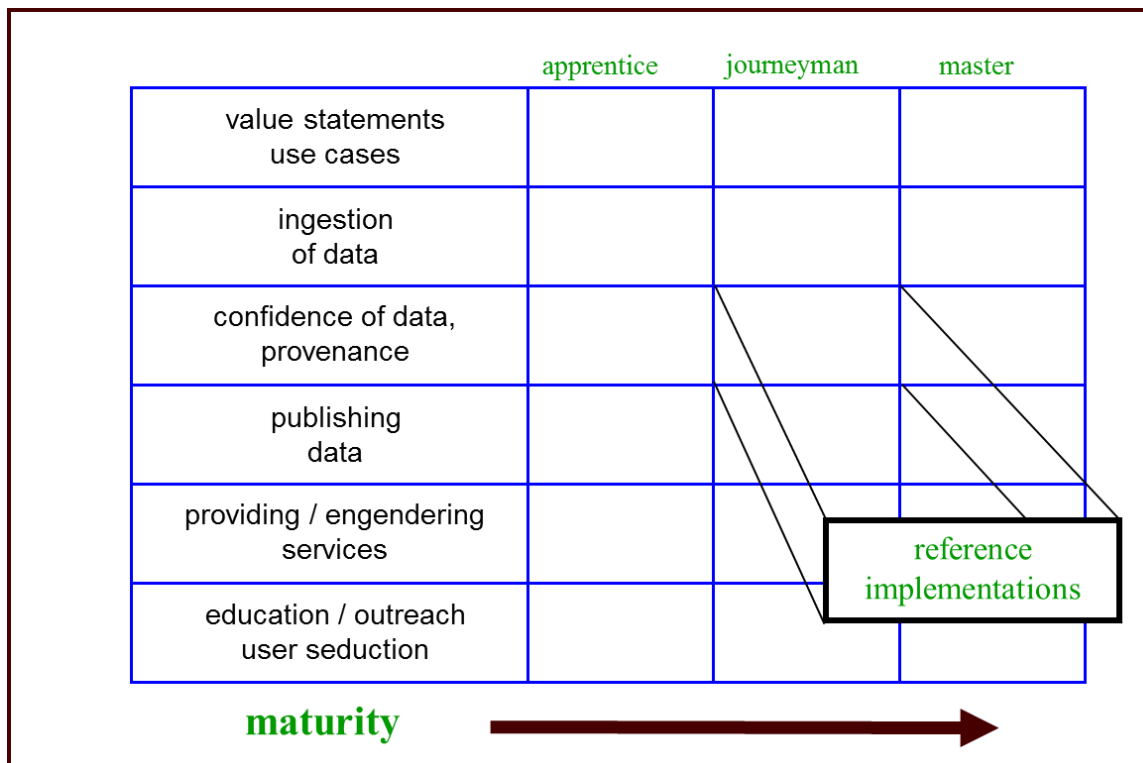 apprentice journeyman master
value statements
use cases
ingestion
of data
confidence of data,
provenance
publishing
data
providing / engendering
services
reference
implementations
education / outreach
user seduction
maturity